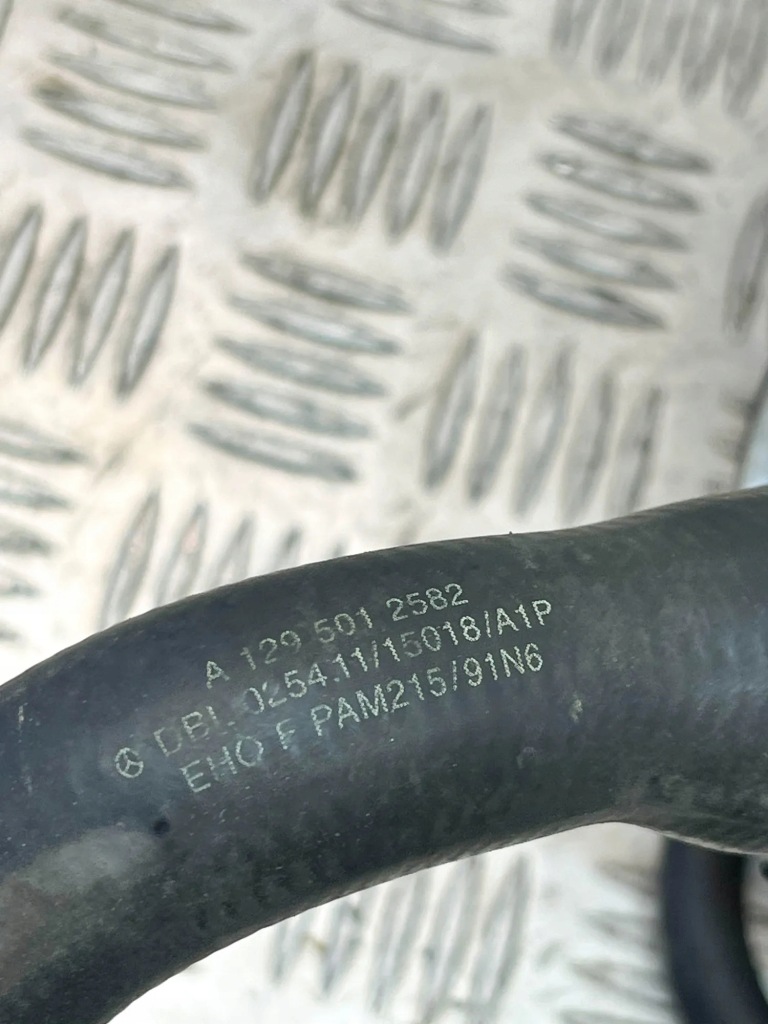 A 129 501 2582
DBL 0254.11/15018/A1P
EHO F PAM215/91N6